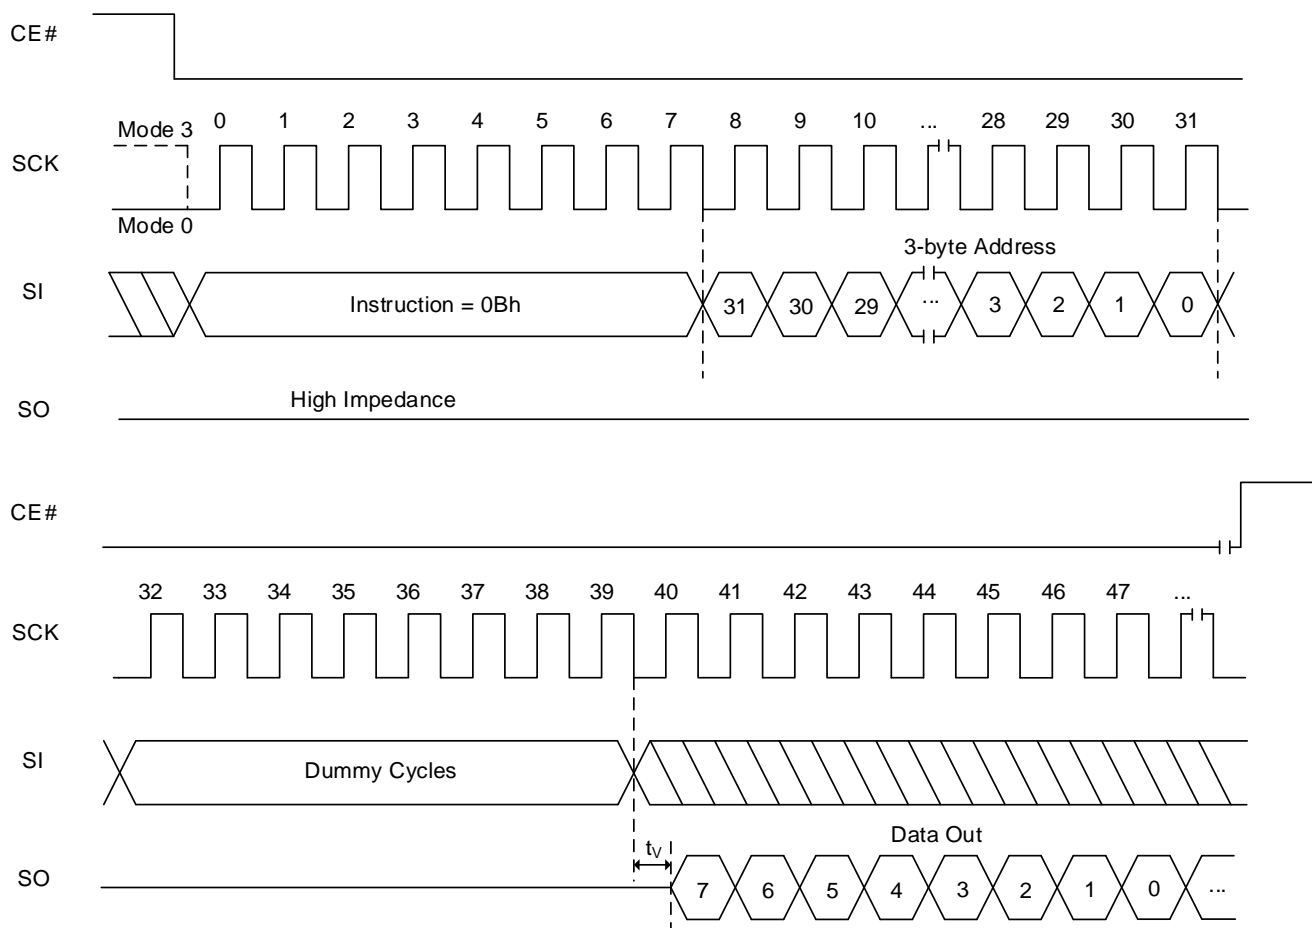 CE#
Mode 3 0 1 2 3 4 5 6 7 8 9 10 ... 28 29 30 31
SCK
Mode 0
3-byte Address
SI Instruction = 0Bh 31 30 29 ... 3 2 1 0
High Impedance
SO
CE#
32 33 34 35 36 37 38 39 40 41 42 43 44 45 46 47 ...
SCK
SI Dummy Cycles
Data Out
tV
SO 7 6 5 4 3 2 1 0 ...